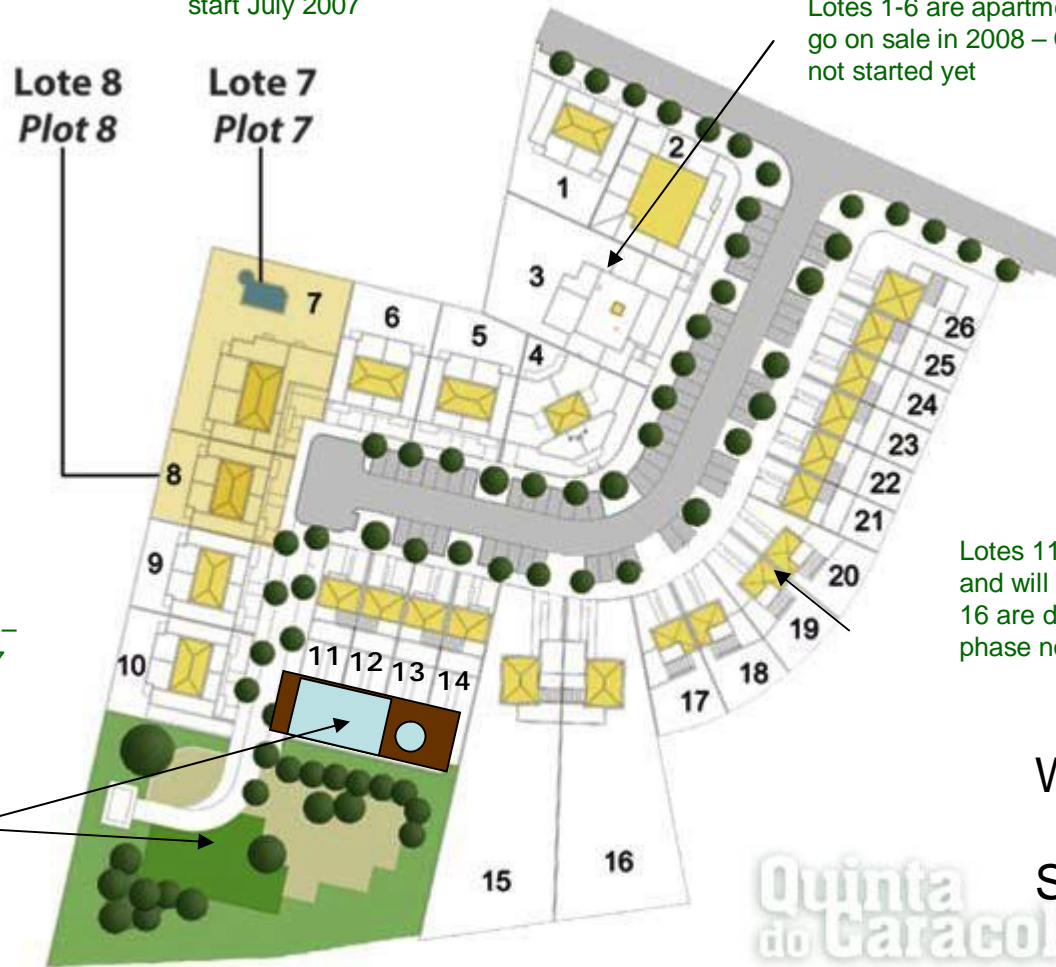 start July 2007
Lotes 1-6 are
go on sale in 2008 –
not started yet
Lote 8
Plot 8
Lote 7
Plot 7
1
2
3
4
5
6
7
8
9
10
11
12
13
14
15
16
17
18
19
20
21
22
23
24
25
26
Lotes 11
and will
16 are
phase
–
W
S
Quinta
do Caracol